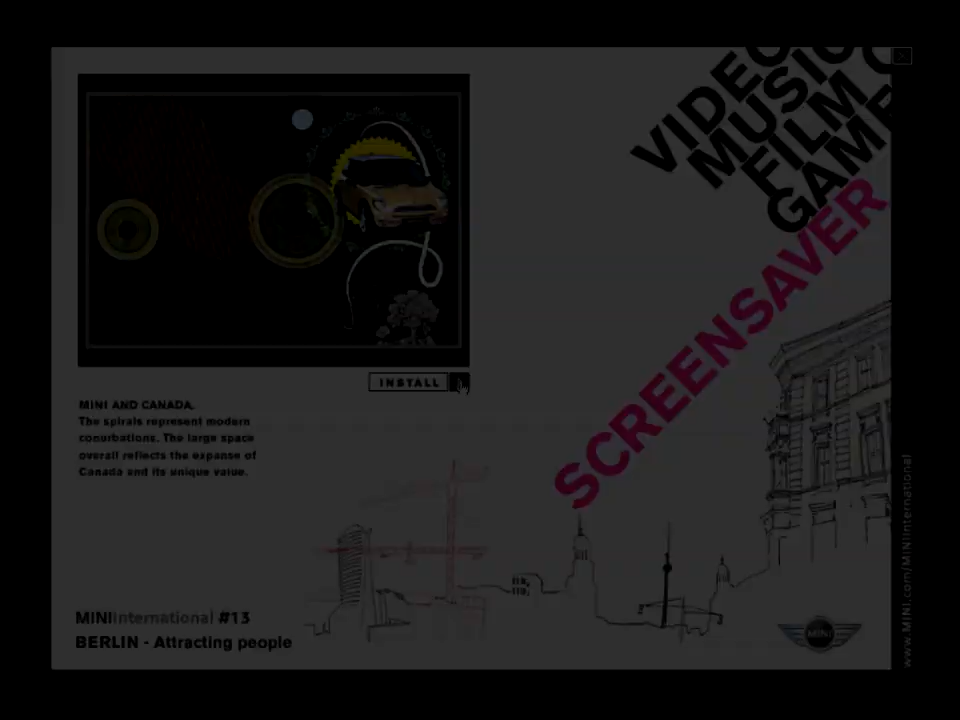 VIDEO
MUSIC
FILM
GAME
SCREENSAVER
INSTALL
MINI AND CANADA.
The spirals represent modern
conurbations. The large space
overall reflects the expanse of
Canada and its unique value.
MINIinternational #13
BERLIN - Attracting people
MINI
www.MINI.com/MINIinternational